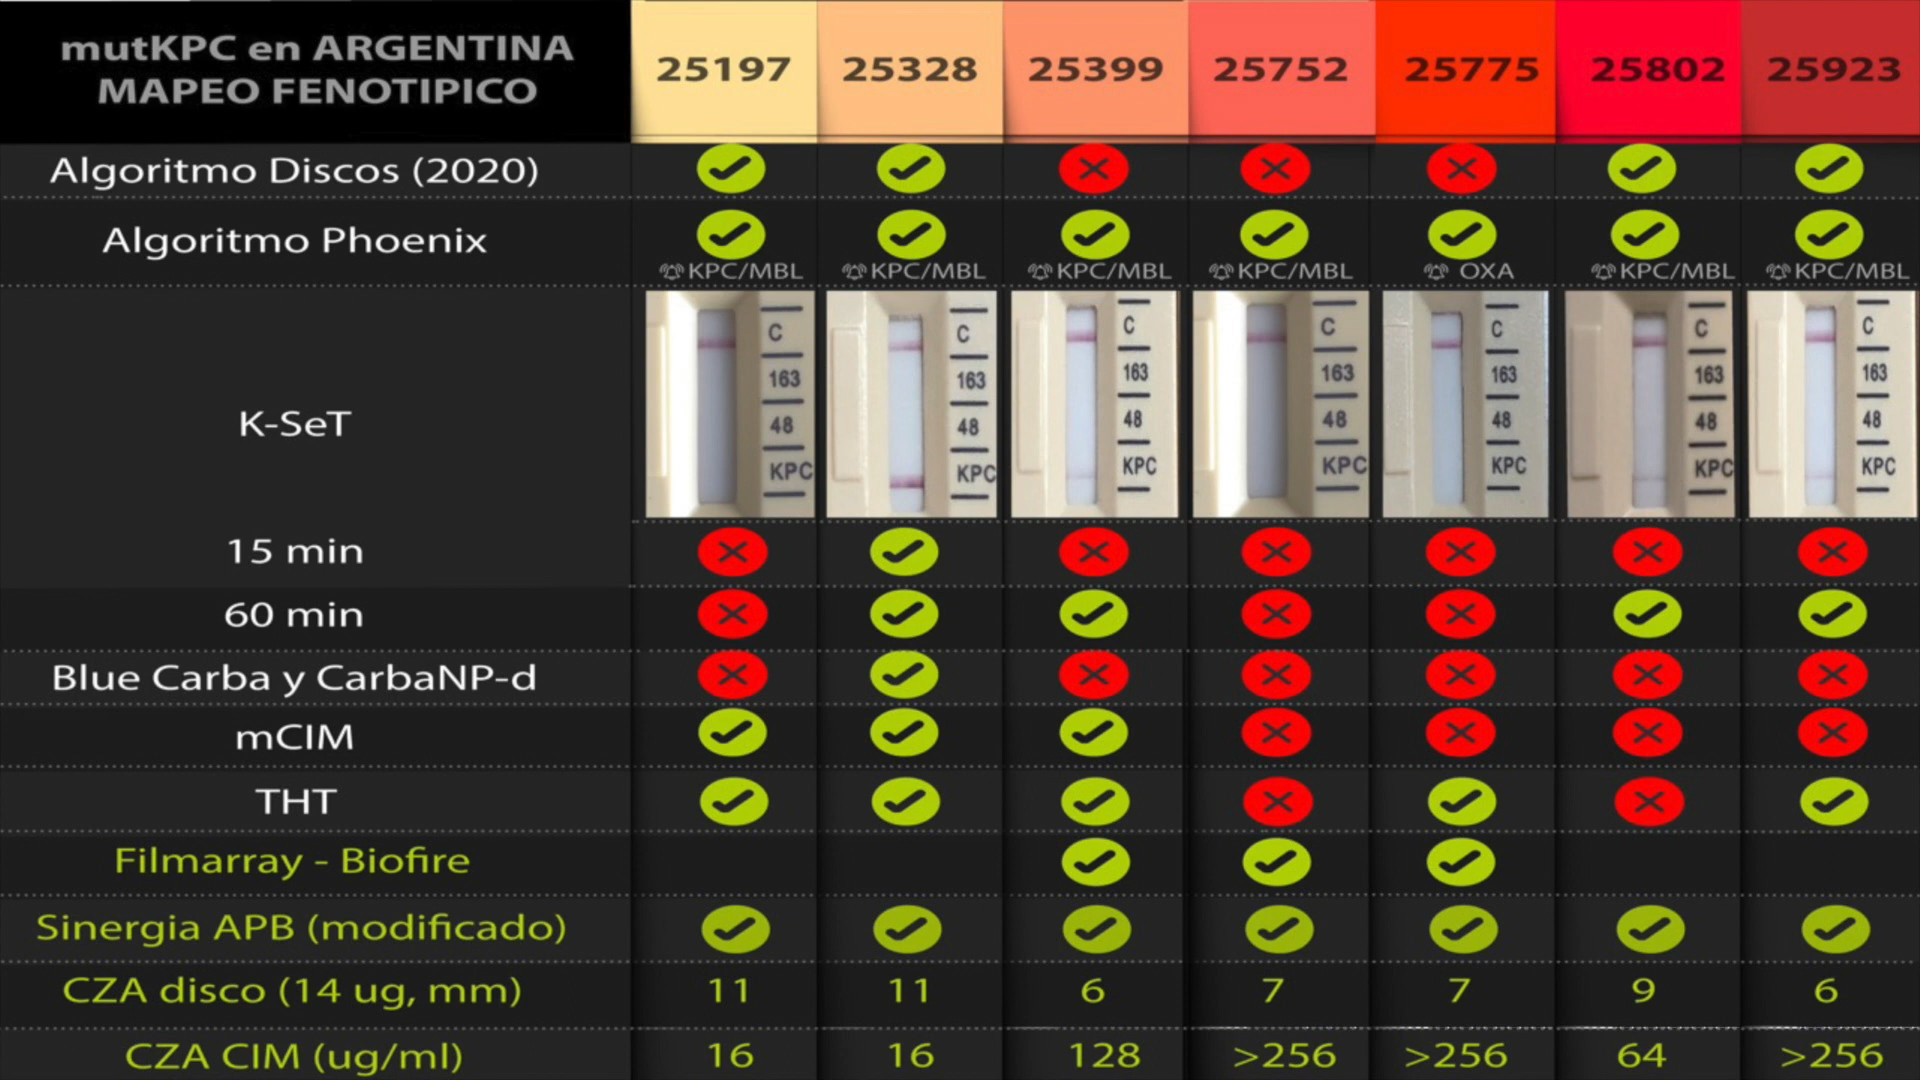 mutKPC en ARGENTINA
MAPEO FENOTIPICO
25197 25328 25399 25752 25775 25802 25923
Algoritmo Discos (2020)
Algoritmo Phoenix
KPC/MBL KPC/MBL KPC/MBL KPC/MBL OXA KPC/MBL KPC/MBL
K-SeT
C C C C C C C
163 163 163 163 163 163 163
48 48 48 48 48 48 48
KPC KPC KPC KPC KPC KPC KPC
15 min
60 min
Blue Carba y CarbaNP-d
mCIM
THT
Filmarray - Biofire
Sinergia APB (modificado)
CZA disco (14 ug, mm) 11 11 6 7 7 9 6
CZA CIM (ug/ml) 16 16 128 >256 >256 64 >256